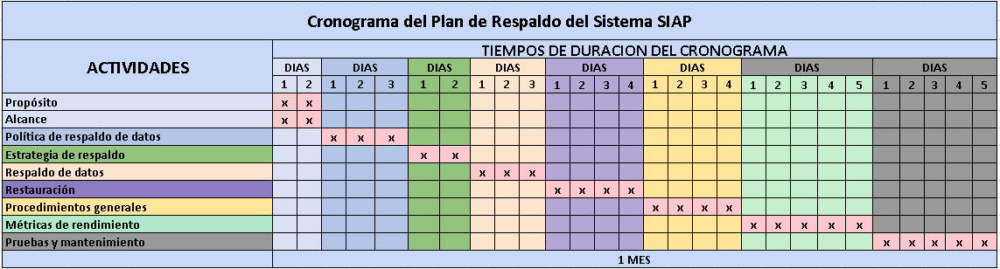 Cronograma del Plan de Respaldo del Sistema SIAP
ACTIVIDADES
TIEMPOS DE DURACION DEL CRONOGRAMA
DIAS DIAS DIAS DIAS DIAS DIAS DIAS DIAS
1 2 1 2 3 1 2 1 2 3 1 2 3 4 1 2 3 4 1 2 3 4 5 1 2 3 4 5
Propósito x x
Alcance x x
Política de respaldo de datos x x x
Estrategia de respaldo x x
Respaldo de datos x x x
Restauración x x x x
Procedimientos generales x x x x
Métricas de rendimiento x x x x x
Pruebas y mantenimiento x x x x x
1 MES